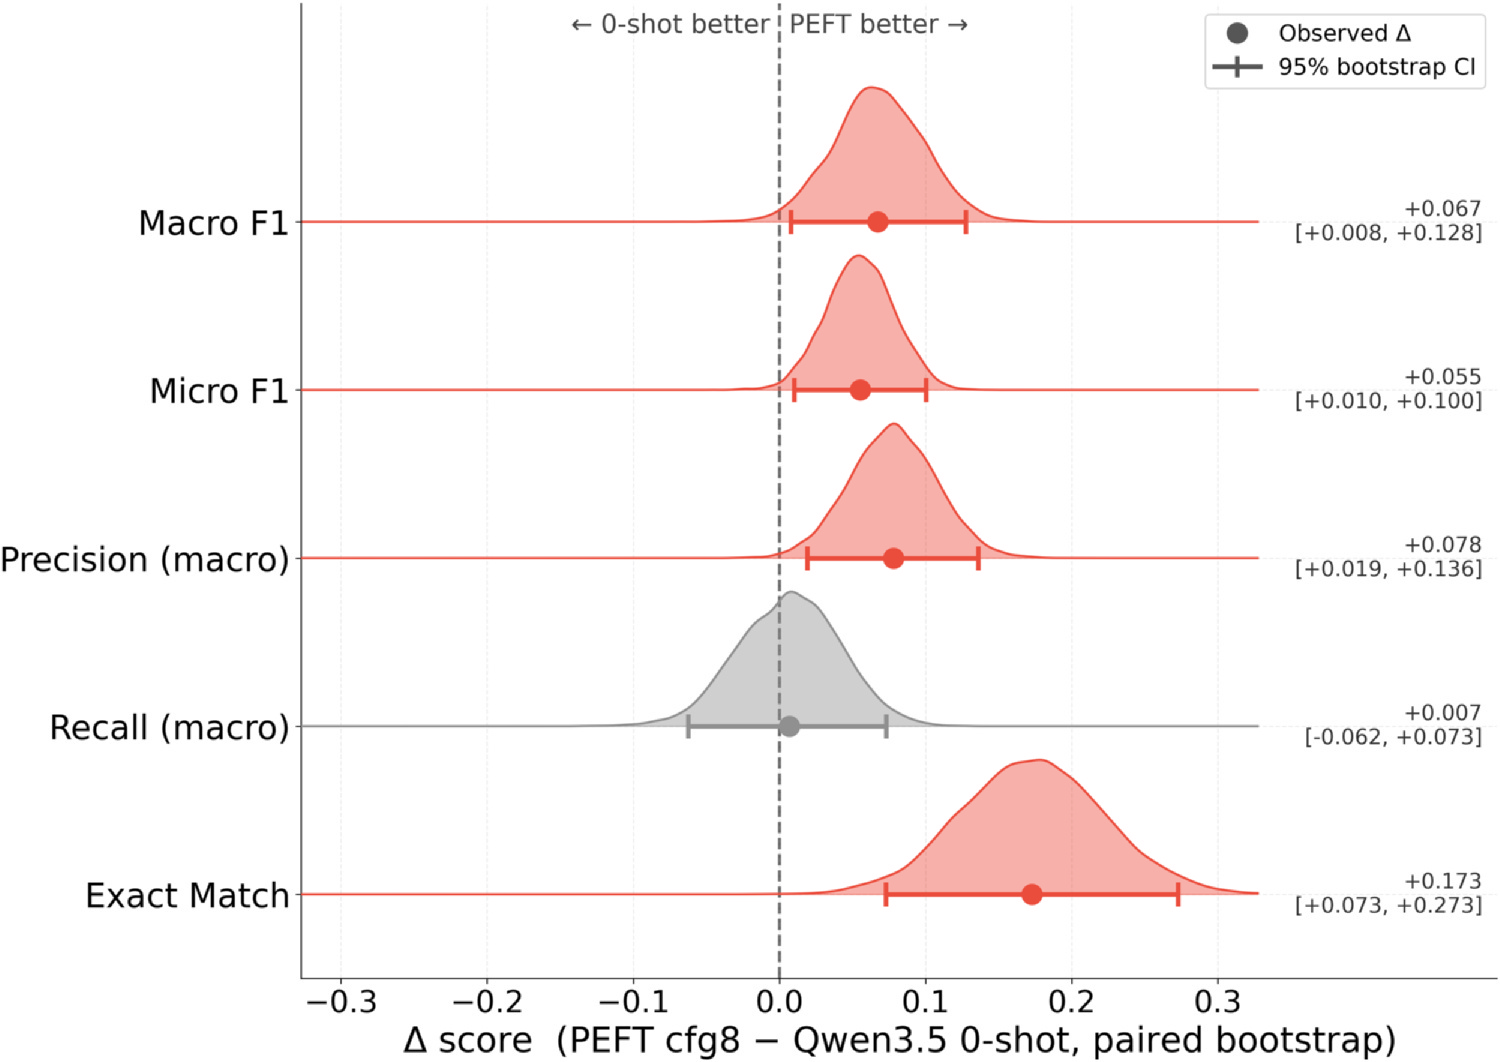 ← 0-shot better
PEFT better →
Observed Δ
95% bootstrap CI
Macro F1
+0.067
[+0.008, +0.128]
Micro F1
+0.055
[+0.010, +0.100]
Precision (macro)
+0.078
[+0.019, +0.136]
Recall (macro)
+0.007
[-0.062, +0.073]
Exact Match
+0.173
[+0.073, +0.273]
−0.3 −0.2 −0.1 0.0 0.1 0.2 0.3
Δ score (PEFT cfg8 − Qwen3.5 0-shot, paired bootstrap)